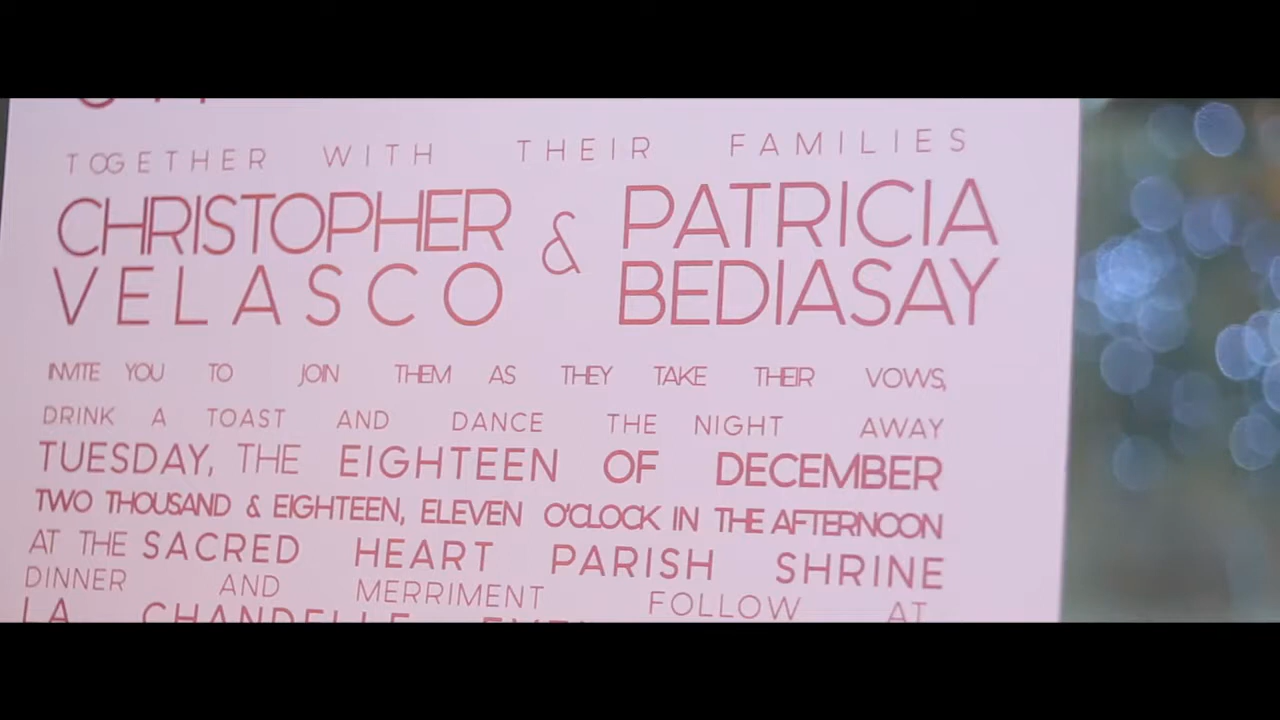 TOGETHER WITH THEIR FAMILIES
CHRISTOPHER & PATRICIA
VELASCO BEDIASAY
INVITE YOU TO JOIN THEM AS THEY TAKE THEIR VOWS,
DRINK A TOAST AND DANCE THE NIGHT AWAY
TUESDAY, THE EIGHTEEN OF DECEMBER
TWO THOUSAND & EIGHTEEN, ELEVEN O'CLOCK IN THE AFTERNOON
AT THE SACRED HEART PARISH SHRINE
DINNER AND MERRIMENT FOLLOW AT
LA CHANDELLE